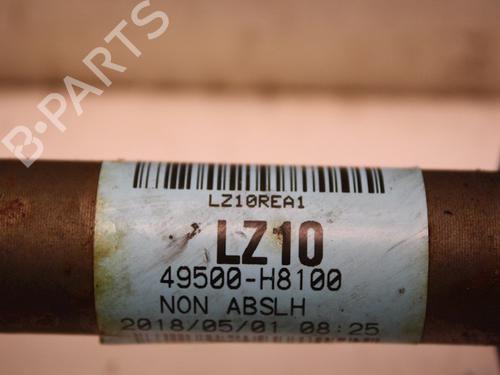 B-PARTS
LZ10REA1
LZ10
49500-H8100
NON ABSLH
2018/05/01 08:25